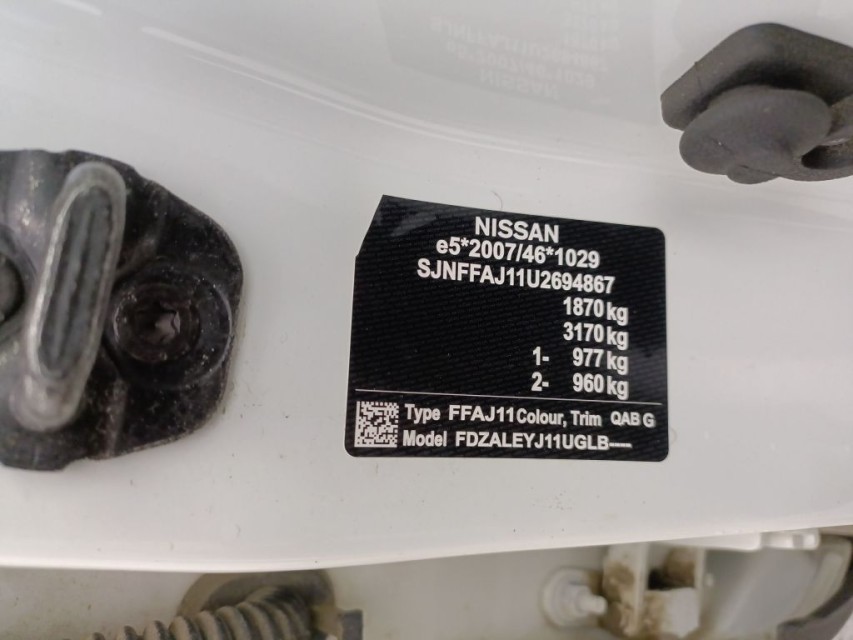 NISSAN
e5*2007/46*1029
SJNFFAJ11U2694867
1870 kg
3170 kg
1- 977 kg
2- 960 kg
Type FFAJ11 Colour, Trim QAB G
Model FDZALEYJ11UGLB----